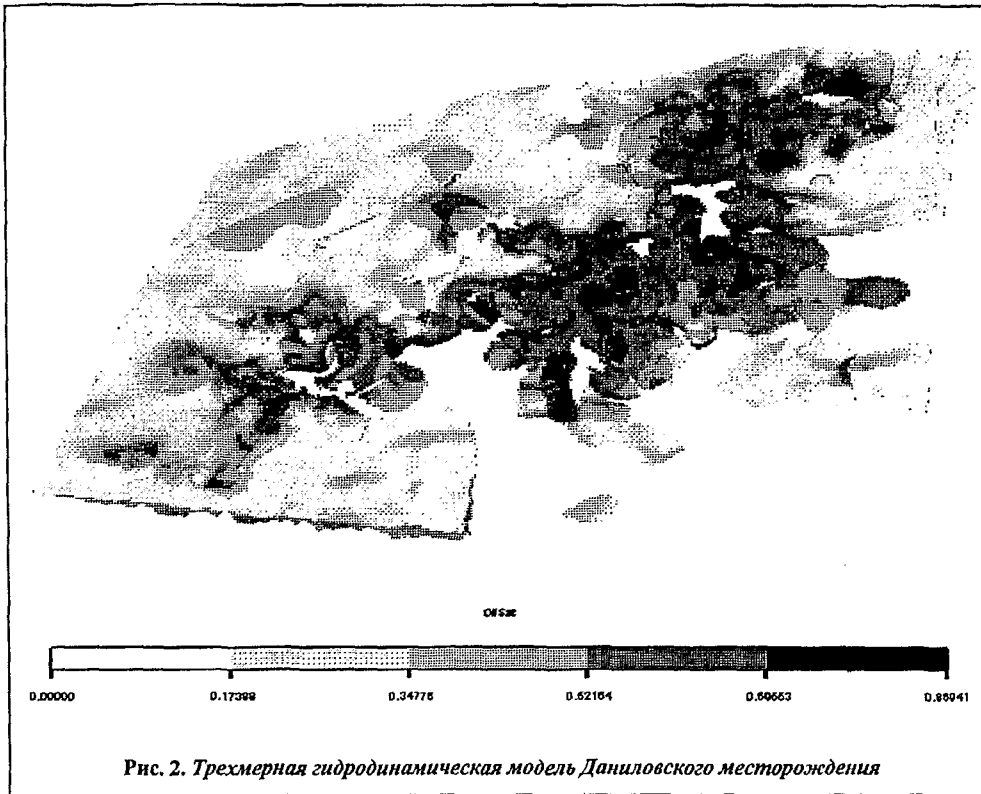 OilSat
0.00000 0.17388 0.34776 0.52164 0.69553 0.86941
Рис. 2. Трехмерная гидродинамическая модель Даниловского месторождения